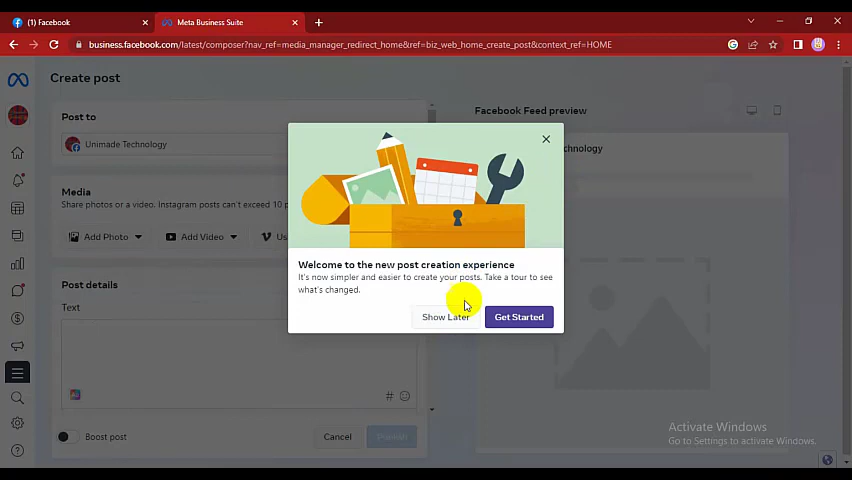 (1) Facebook
Meta Business Suite
business.facebook.com/latest/composer?nav_ref=media_manager_redirect_home&ref=biz_web_home_create_post&context_ref=HOME
Create post
Post to
Unimade Technology
Media
Share photos or a video. Instagram posts can't exceed 10 p
Add Photo
Add Video
Us
Post details
Text
#
Boost post
Cancel
Publish
Facebook Feed preview
chnology
Welcome to the new post creation experience
It's now simpler and easier to create your posts. Take a tour to see
what's changed.
Show Later
Get Started
Activate Windows
Go to Settings to activate Windows.